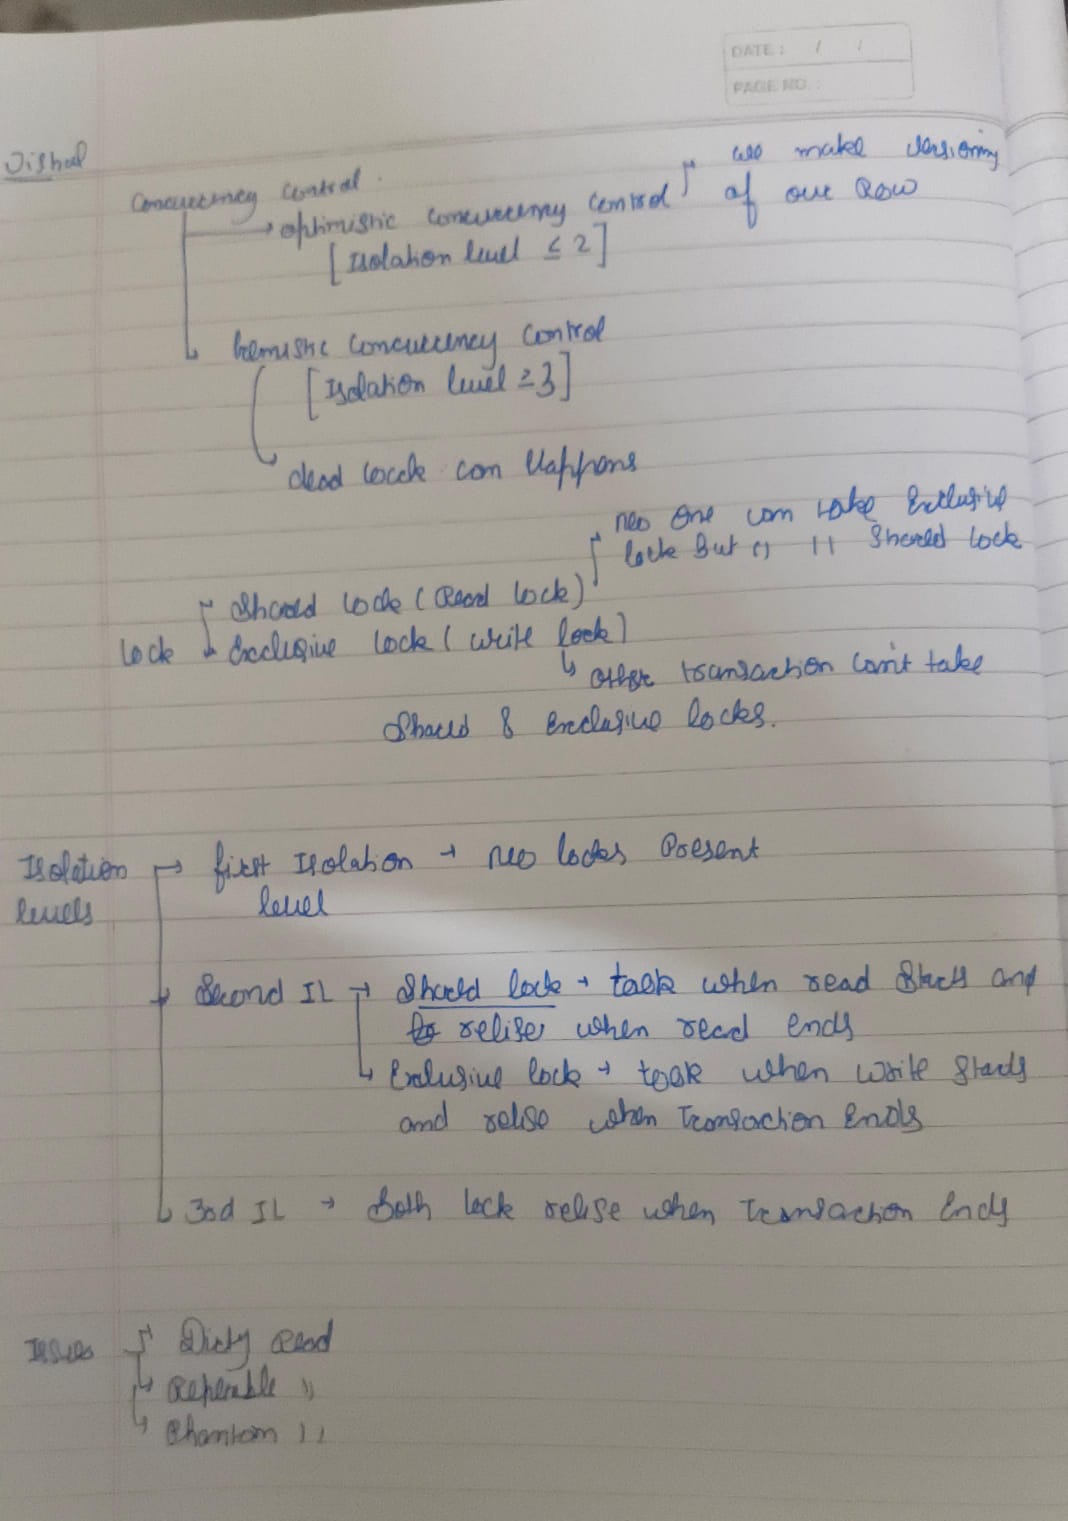 DATE : / /
PAGE NO. :
Vishal
Concurrency Control.
→ optimistic concurrency control → we make versioning
of our Row
[Isolation level ≤ 2]
Concurrency Control
[Isolation level ≥ 3]
dead lock can Happens
no one can take Exclusive
lock But " " Shared lock
Shared lock (Read lock)
Lock
Exclusive lock (write lock)
other transaction can't take
Shared & Exclusive locks.
Isolation levels → first Isolation level → no locks Present
Second IL → Shared lock → took when read starts and
relise when read ends
↳ Exclusive lock → took when write starts
and relise when Transaction Ends
3rd IL → Both lock relise when Transaction Ends
Issues → Dirty Read
↳ "
↳ Phantom "